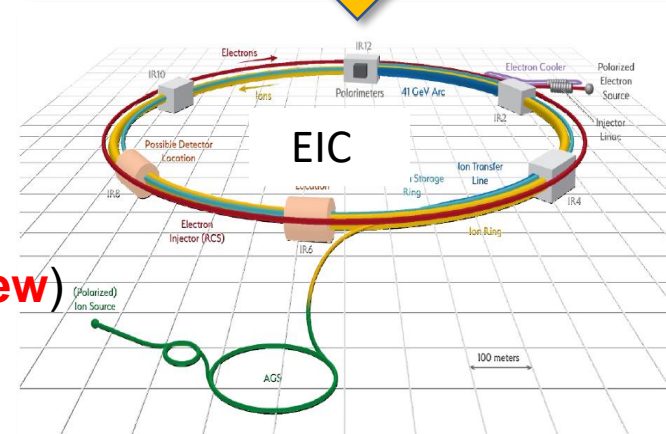 IR12
Electrons
Electron Cooler
Polarized
Electron
Source
IR10
Ions
Polarimeters
41 GeV Arc
IR2
Injector
Linac
EIC
Possible Detector
Location
Location
Storage
Ring
Ion Transfer
Line
IR8
IR4
Electron
Injector (RCS)
Ion Ring
IR6
ew)
(Polarized)
Ion Source
100 meters
AGS